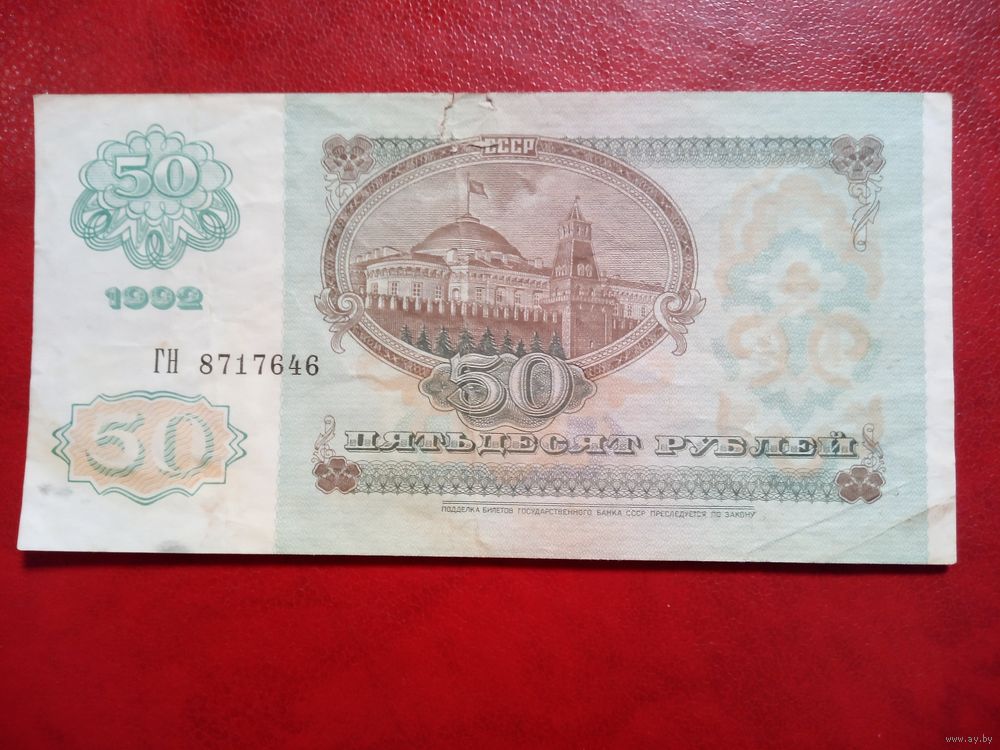 СССР
50
1992
ГН 8717646
50
50
ПЯТЬДЕСЯТ РУБЛЕЙ
ПОДДЕЛКА БИЛЕТОВ ГОСУДАРСТВЕННОГО БАНКА СССР ПРЕСЛЕДУЕТСЯ ПО ЗАКОНУ
www.ay.by